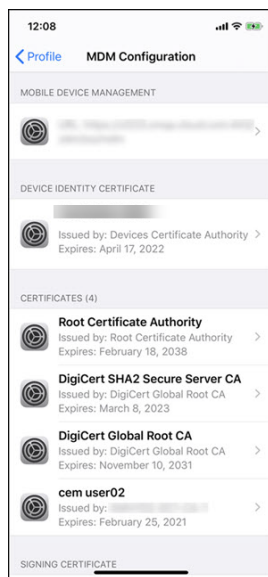 12:08
Profile
MDM Configuration
MOBILE DEVICE MANAGEMENT
DEVICE IDENTITY CERTIFICATE
Issued by: Devices Certificate Authority
Expires: April 17, 2022
CERTIFICATES (4)
Root Certificate Authority
Issued by: Root Certificate Authority
Expires: February 18, 2038
DigiCert SHA2 Secure Server CA
Issued by: DigiCert Global Root CA
Expires: March 8, 2023
DigiCert Global Root CA
Issued by: DigiCert Global Root CA
Expires: November 10, 2031
cem user02
Issued by:
Expires: February 25, 2021
SIGNING CERTIFICATE